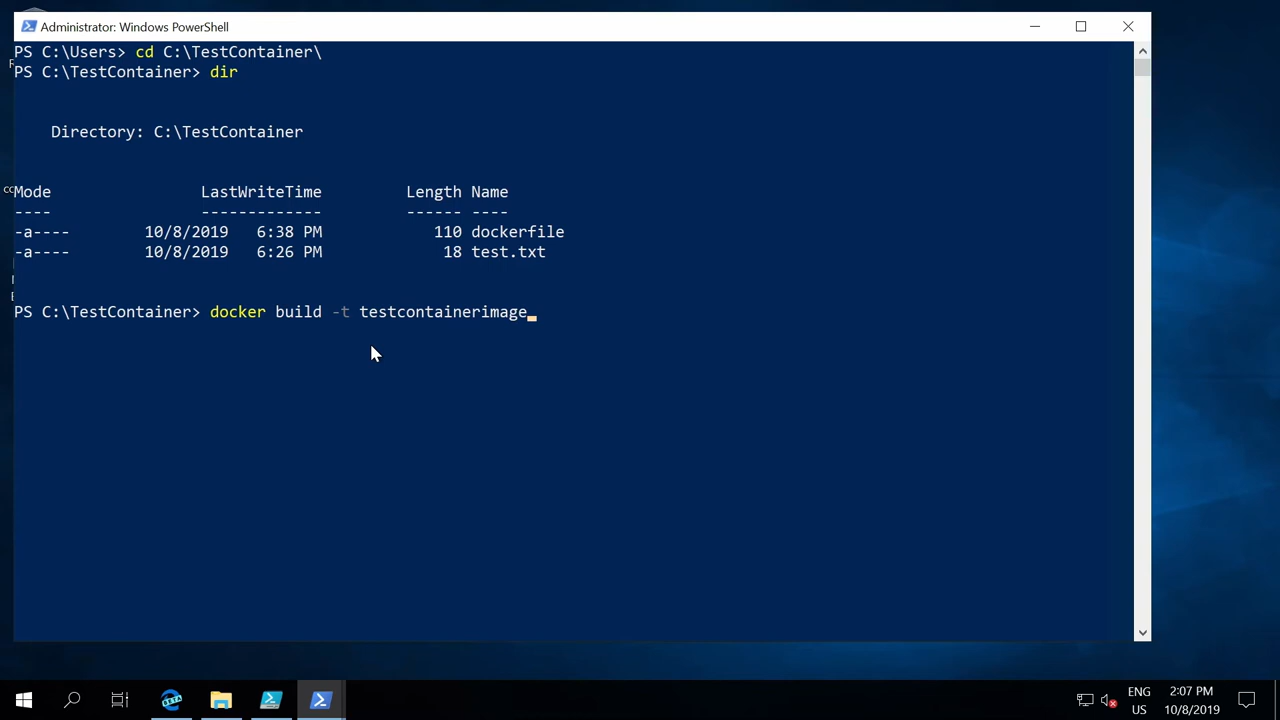 Administrator: Windows PowerShell
PS C:\Users> cd C:\TestContainer\
PS C:\TestContainer> dir
Directory: C:\TestContainer
Mode LastWriteTime Length Name
---- ------------- ------ ----
-a---- 10/8/2019 6:38 PM 110 dockerfile
-a---- 10/8/2019 6:26 PM 18 test.txt
PS C:\TestContainer> docker build -t testcontainerimage
ENG
US
2:07 PM
10/8/2019